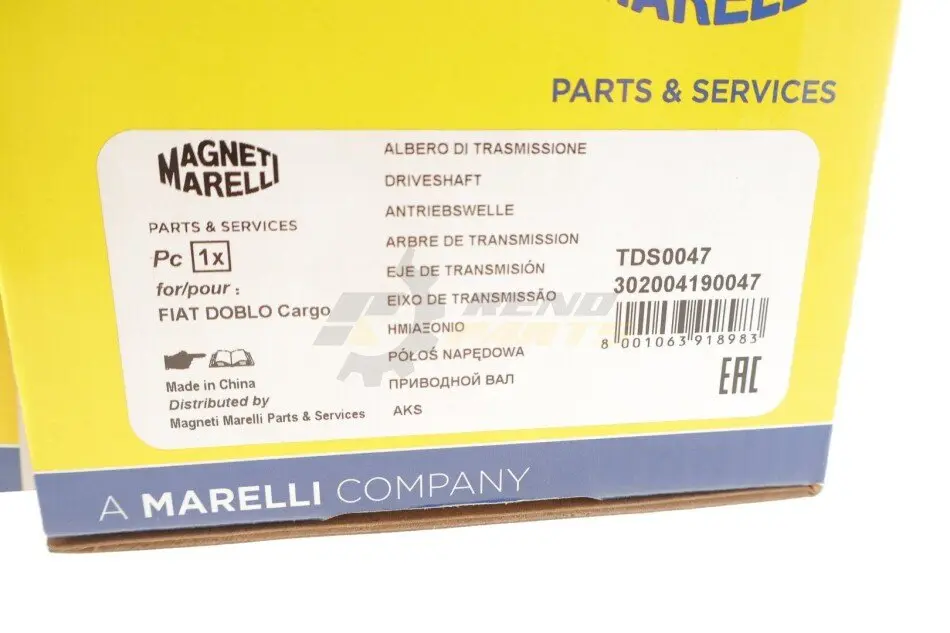 MARELLI
PARTS & SERVICES
MAGNETI
MARELLI
PARTS & SERVICES
Pc 1x
for/pour :
FIAT DOBLO Cargo
Made in China
Distributed by
Magneti Marelli Parts & Services
ALBERO DI TRASMISSIONE
DRIVESHAFT
ANTRIEBSWELLE
ARBRE DE TRANSMISSION
EJE DE TRANSMISIÓN
EIXO DE TRANSMISSÃO
ΗΜΙΑΞΟΝΙΟ
PÓŁOŚ NAPĘDOWA
ПРИВОДНОЙ ВАЛ
AKS
TDS0047
302004190047
8 001063 918983
EAC
A MARELLI COMPANY